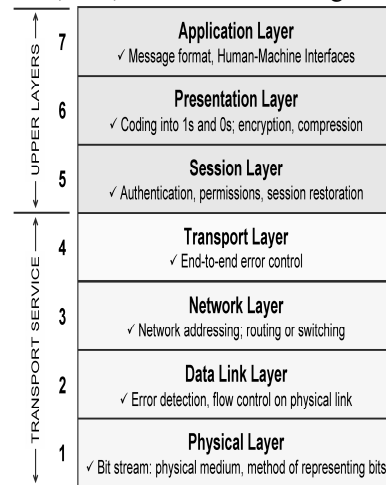 UPPER LAYERS
7
Application Layer
✓ Message format, Human-Machine Interfaces
6
Presentation Layer
✓ Coding into 1s and 0s; encryption, compression
5
Session Layer
✓ Authentication, permissions, session restoration
TRANSPORT SERVICE
4
Transport Layer
✓ End-to-end error control
3
Network Layer
✓ Network addressing; routing or switching
2
Data Link Layer
✓ Error detection, flow control on physical link
1
Physical Layer
✓ Bit stream: physical medium, method of representing bits